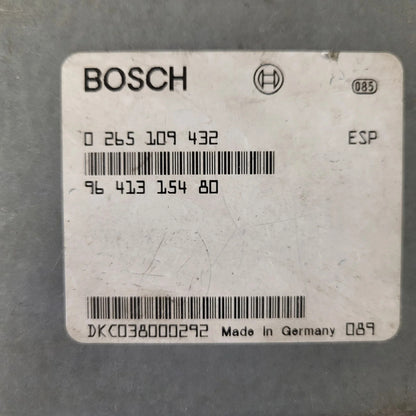 BOSCH 085
0 265 109 432 ESP
96 413 154 80
DKC038000292 Made in Germany 089